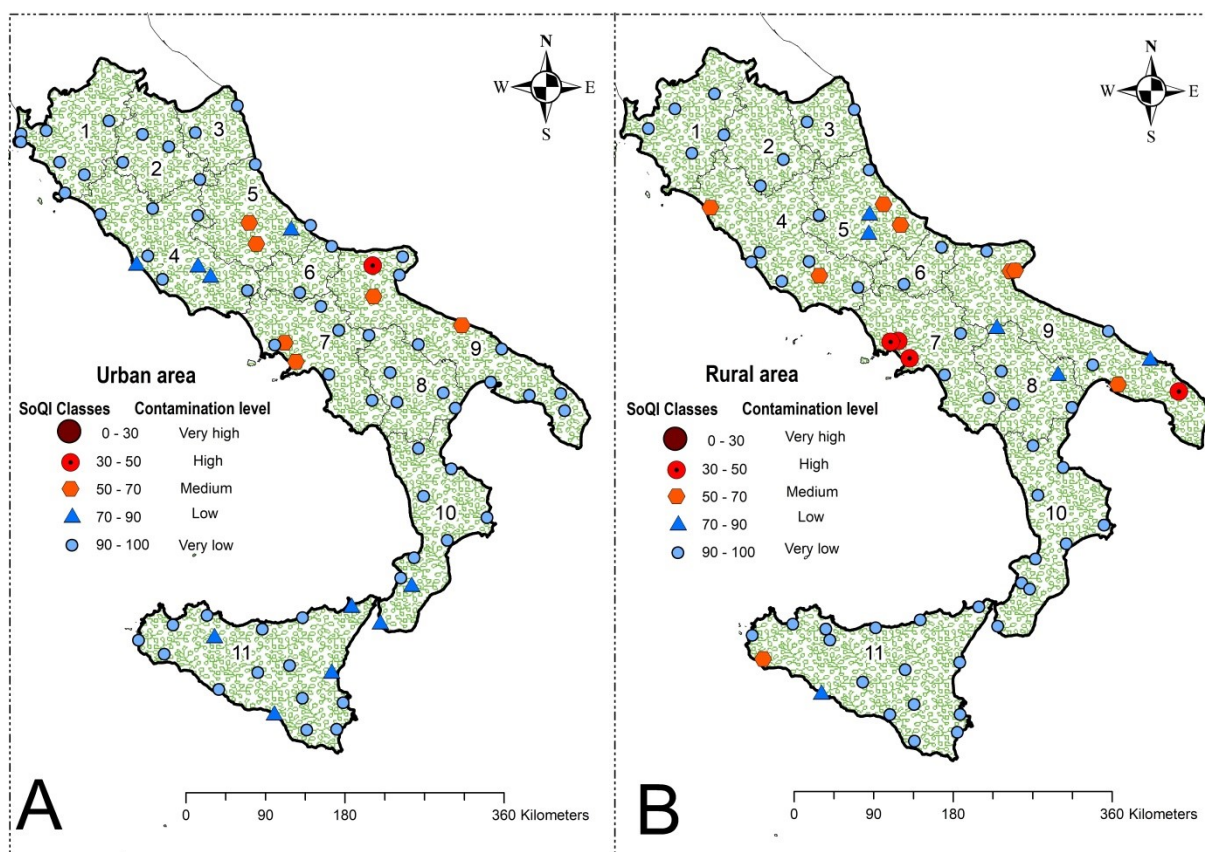 N
W E
S
1
2
3
4
5
6
7
8
9
10
11
Urban area
SoQI Classes Contamination level
0 - 30 Very high
30 - 50 High
50 - 70 Medium
70 - 90 Low
90 - 100 Very low
0 90 180 360 Kilometers
A
N
W E
S
1
2
3
4
5
6
7
8
9
10
11
Rural area
SoQI Classes Contamination level
0 - 30 Very high
30 - 50 High
50 - 70 Medium
70 - 90 Low
90 - 100 Very low
0 90 180 360 Kilometers
B